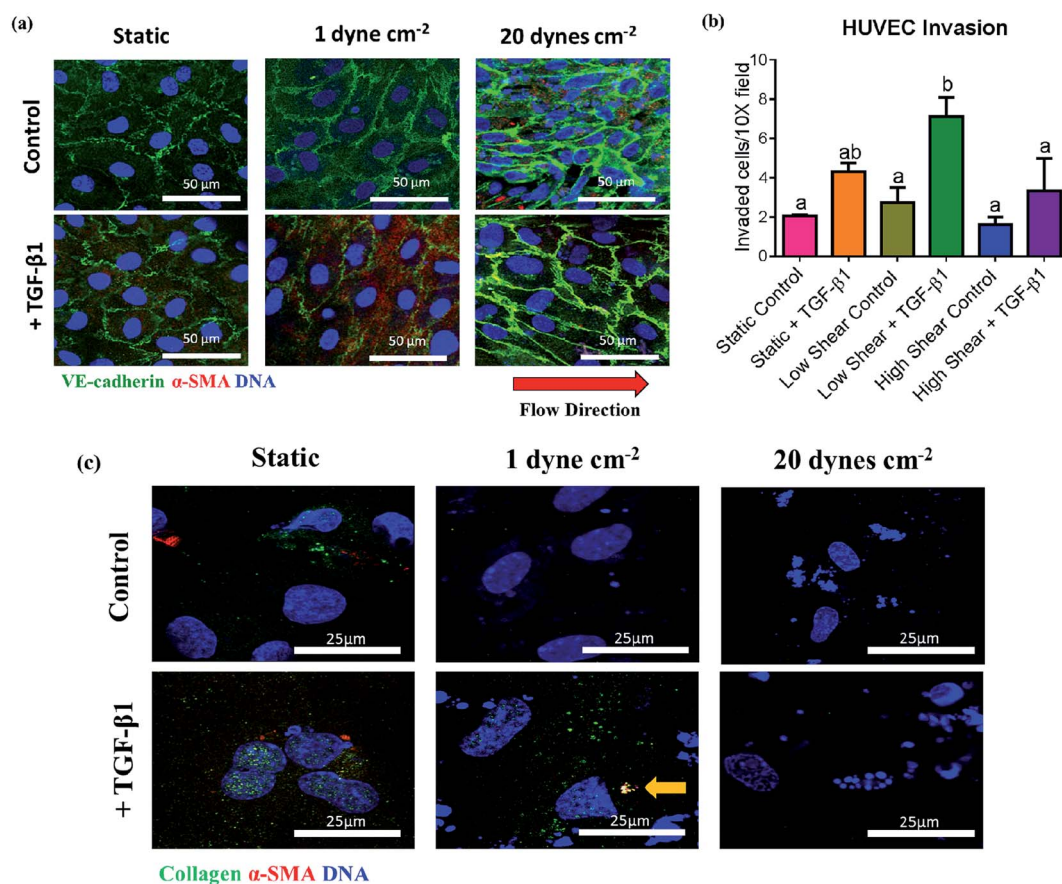 (a)
Static 1 dyne cm⁻² 20 dynes cm⁻²
Control
50 µm 50 µm 50 µm
+ TGF-β1
50 µm 50 µm 50 µm
VE-cadherin α-SMA DNA
Flow Direction
(b)
HUVEC Invasion
Invaded cells/10X field
10
8
6
4
2
0
a ab a b a a
Static Control
Static + TGF-β1
Low Shear Control
Low Shear + TGF-β1
High Shear Control
High Shear + TGF-β1
(c)
Static 1 dyne cm⁻² 20 dynes cm⁻²
Control
25µm 25µm 25µm
+ TGF-β1
25µm 25µm 25µm
Collagen α-SMA DNA